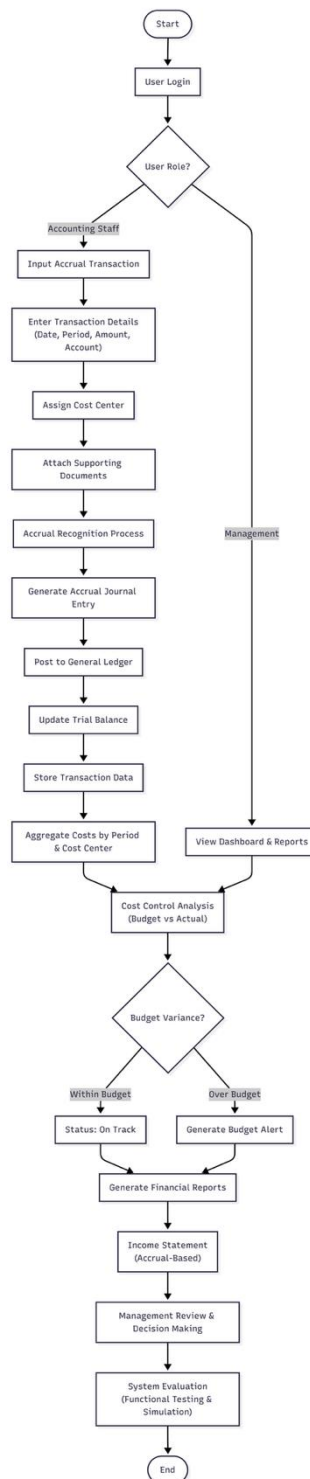 Start
User Login
User Role?
Accounting Staff
Input Accrual Transaction
Enter Transaction Details
(Date, Period, Amount,
Account)
Assign Cost Center
Attach Supporting
Documents
Accrual Recognition Process
Management
Generate Accrual Journal
Entry
Post to General Ledger
Update Trial Balance
Store Transaction Data
Aggregate Costs by Period
& Cost Center
View Dashboard & Reports
Cost Control Analysis
(Budget vs Actual)
Budget Variance?
Within Budget
Over Budget
Status: On Track
Generate Budget Alert
Generate Financial Reports
Income Statement
(Accrual-Based)
Management Review &
Decision Making
System Evaluation
(Functional Testing &
Simulation)
End